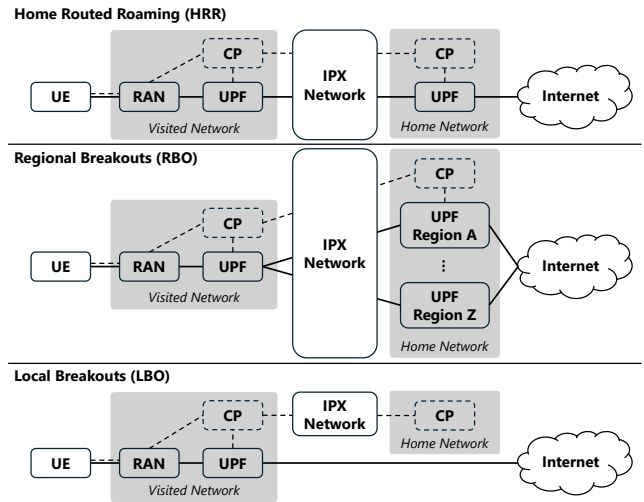 Home Routed Roaming (HRR)
CP
IPX
Network
CP
UE
RAN
UPF
UPF
Internet
Visited Network
Home Network
Regional Breakouts (RBO)
CP
CP
IPX
Network
UPF
Region A
UE
RAN
UPF
⋮
Internet
Visited Network
UPF
Region Z
Home Network
Local Breakouts (LBO)
CP
IPX
Network
CP
Home Network
UE
RAN
UPF
Internet
Visited Network